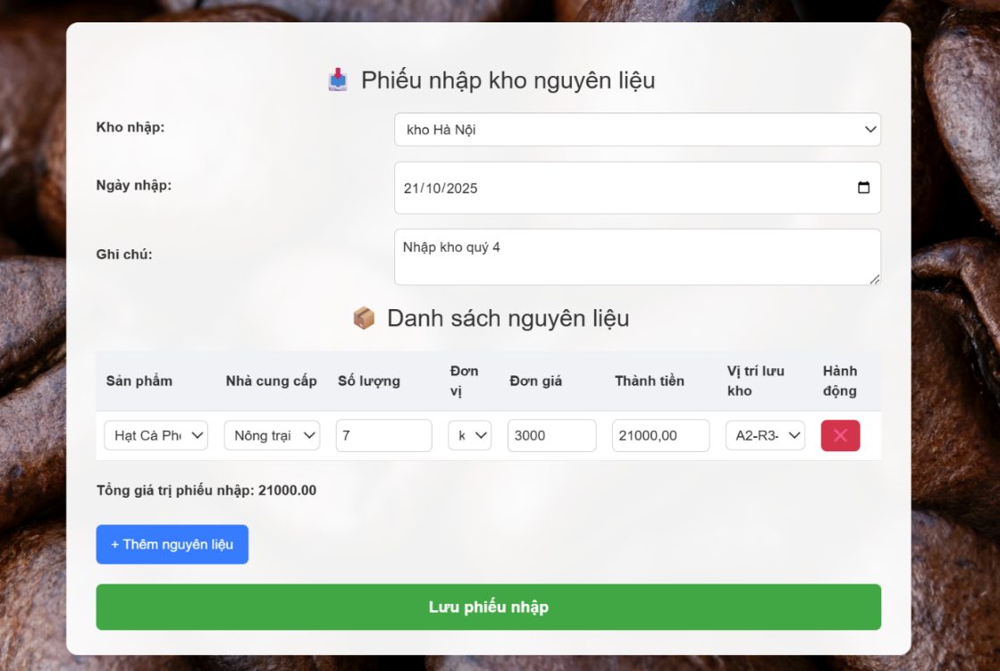 Phiếu nhập kho nguyên liệu
Kho nhập:
kho Hà Nội
Ngày nhập:
21/10/2025
Ghi chú:
Nhập kho quý 4
Danh sách nguyên liệu
Sản phẩm Nhà cung cấp Số lượng Đơn vị Đơn giá Thành tiền Vị trí lưu kho Hành động
Hạt Cà Phê Nông trại 7 k 3000 21000,00 A2-R3-
Tổng giá trị phiếu nhập: 21000.00
+ Thêm nguyên liệu
Lưu phiếu nhập